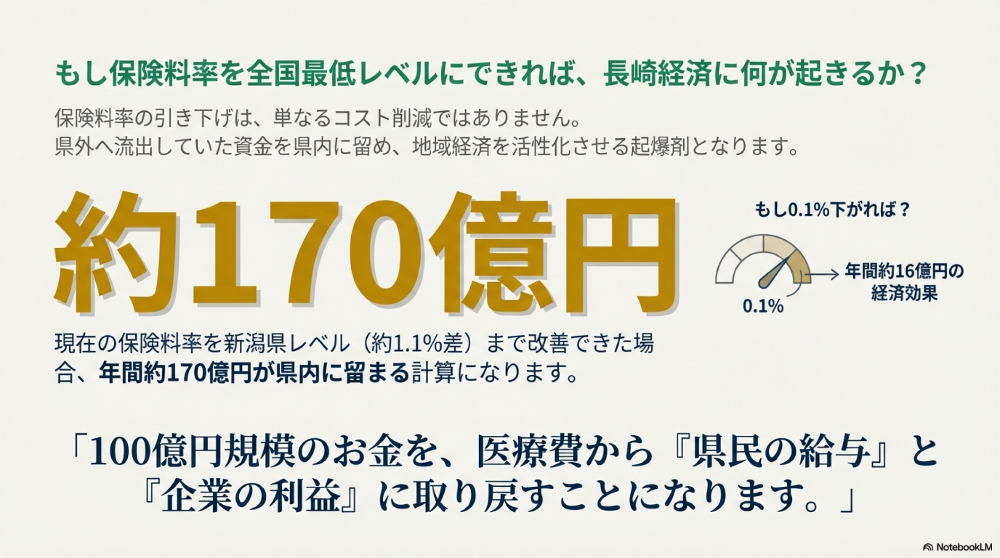 もし保険料率を全国最低レベルにできれば、長崎経済に何が起きるか？
保険料率の引き下げは、単なるコスト削減ではありません。
県外へ流出していた資金を県内に留め、地域経済を活性化させる起爆剤となります。
約170億円
現在の保険料率を新潟県レベル（約1.1%差）まで改善できた場
合、年間約170億円が県内に留まる計算になります。
もし0.1%下がれば？
年間約16億円の
経済効果
0.1%
「100億円規模のお金を、医療費から『県民の給与』と
『企業の利益』に取り戻すことになります。」
NotebookLM